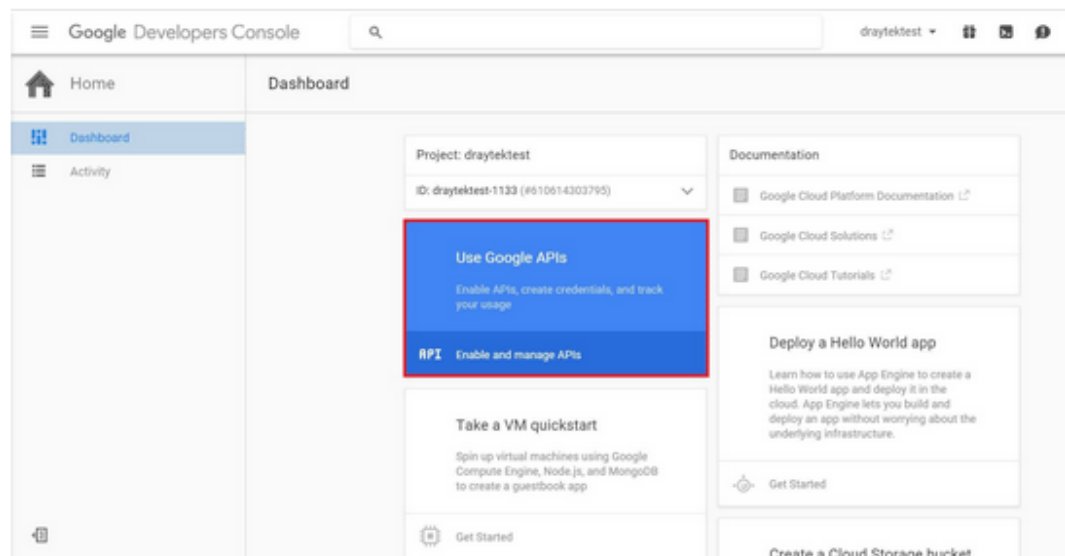 Google Developers Console
draytektest
Home
Dashboard
Dashboard
Activity
Project: draytektest
ID: draytektest-1133 (#610614303795)
Use Google APIs
Enable APIs, create credentials, and track
your usage
API Enable and manage APIs
Take a VM quickstart
Spin up virtual machines using Google
Compute Engine, Node.js, and MongoDB
to create a guestbook app
Get Started
Documentation
Google Cloud Platform Documentation
Google Cloud Solutions
Google Cloud Tutorials
Deploy a Hello World app
Learn how to use App Engine to create a
Hello World app and deploy it in the
cloud. App Engine lets you build and
deploy an app without worrying about the
underlying infrastructure.
Get Started
Create a Cloud Storage bucket